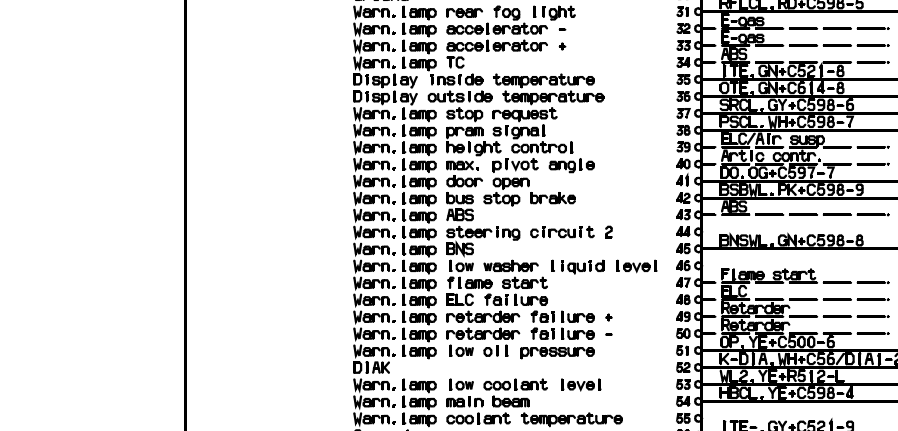 Warn.lamp rear fog light 31 RFLCL,RD+C598-5
Warn.lamp accelerator - 32 E-gas
Warn.lamp accelerator + 33 E-gas
Warn.lamp TC 34 ABS
Display inside temperature 35 ITE,GN+C521-8
Display outside temperature 36 OTE,GN+C614-8
Warn.lamp stop request 37 SRCL,GY+C598-6
Warn.lamp pram signal 38 PSCL,WH+C598-7
Warn.lamp height control 39 ELC/Air susp
Warn.lamp max. pivot angle 40 Artic contr.
Warn.lamp door open 41 DO,OG+C597-7
Warn.lamp bus stop brake 42 BSBWL,PK+C598-9
Warn.lamp ABS 43 ABS
Warn.lamp steering circuit 2 44
Warn.lamp BNS 45 BNSWL,GN+C598-8
Warn.lamp low washer liquid level 46
Warn.lamp flame start 47 Flame start
Warn.lamp ELC failure 48 ELC
Warn.lamp retarder failure + 49 Retarder
Warn.lamp retarder failure - 50 Retarder
Warn.lamp low oil pressure 51 OP,YE+C500-6
DIAK 52 K-DIA,WH+C56/DIA1-2
Warn.lamp low coolant level 53 WL2,YE+R512-L
Warn.lamp main beam 54 HBCL,YE+C598-4
Warn.lamp coolant temperature 55
ITE-,GY+C521-9